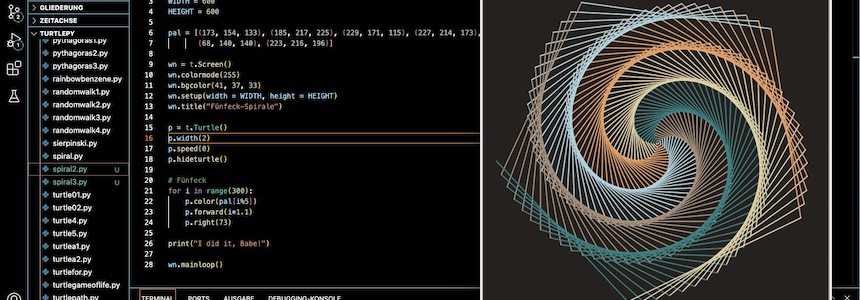 GLIEDERUNG
ZEITACHSE
TURTLEPY
pythagoras1.py
pythagoras2.py
pythagoras3.py
rainbowbenzene.py
randomwalk1.py
randomwalk2.py
randomwalk3.py
randomwalk4.py
sierpinski.py
spiral.py
spiral2.py U
spiral3.py U
turtle01.py
turtle02.py
turtle4.py
turtle5.py
turtlea1.py
turtlea2.py
turtlefor.py
turtlegameoflife.py
turtlepath.py
3 WIDTH = 600
4 HEIGHT = 600
5
6 pal = [(173, 154, 133), (185, 217, 225), (229, 171, 115), (227, 214, 173),
7 (68, 140, 140), (223, 216, 196)]
8
9 wn = t.Screen()
10 wn.colormode(255)
11 wn.bgcolor(41, 37, 33)
12 wn.setup(width = WIDTH, height = HEIGHT)
13 wn.title("Fünfeck-Spirale")
14
15 p = t.Turtle()
16 p.width(2)
17 p.speed(0)
18 p.hideturtle()
19
20 # Fünfeck
21 for i in range(300):
22 p.color(pal[i%5])
23 p.forward(i*1.1)
24 p.right(73)
25
26 print("I did it, Babe!")
27
28 wn.mainloop()
TERMINAL PORTS AUSGABE DEBUGGING-KONSOLE